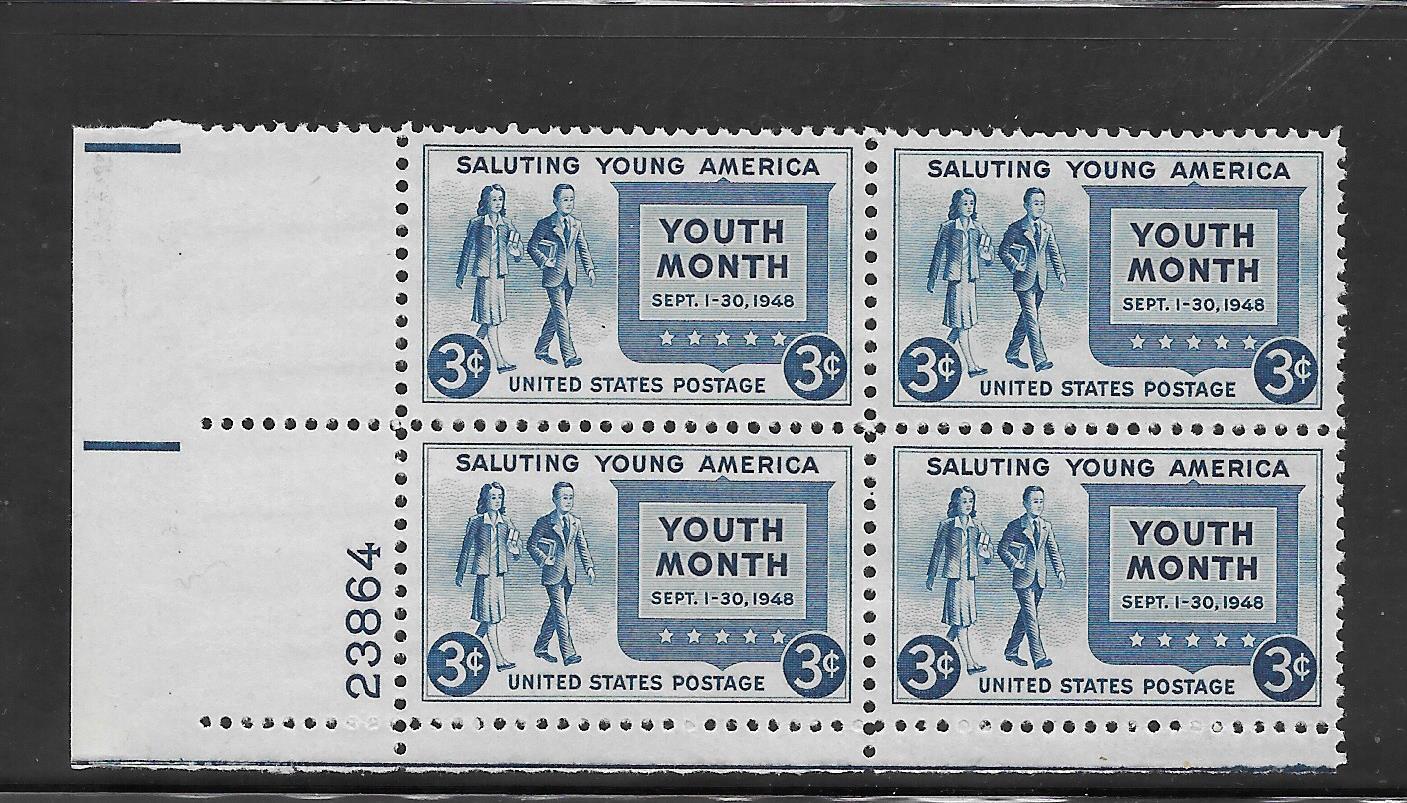 SALUTING YOUNG AMERICA
YOUTH
MONTH
SEPT. 1-30, 1948
3¢
3¢
UNITED STATES POSTAGE
SALUTING YOUNG AMERICA
YOUTH
MONTH
SEPT. 1-30, 1948
3¢
3¢
UNITED STATES POSTAGE
23864
SALUTING YOUNG AMERICA
YOUTH
MONTH
SEPT. 1-30, 1948
3¢
3¢
UNITED STATES POSTAGE
SALUTING YOUNG AMERICA
YOUTH
MONTH
SEPT. 1-30, 1948
3¢
3¢
UNITED STATES POSTAGE